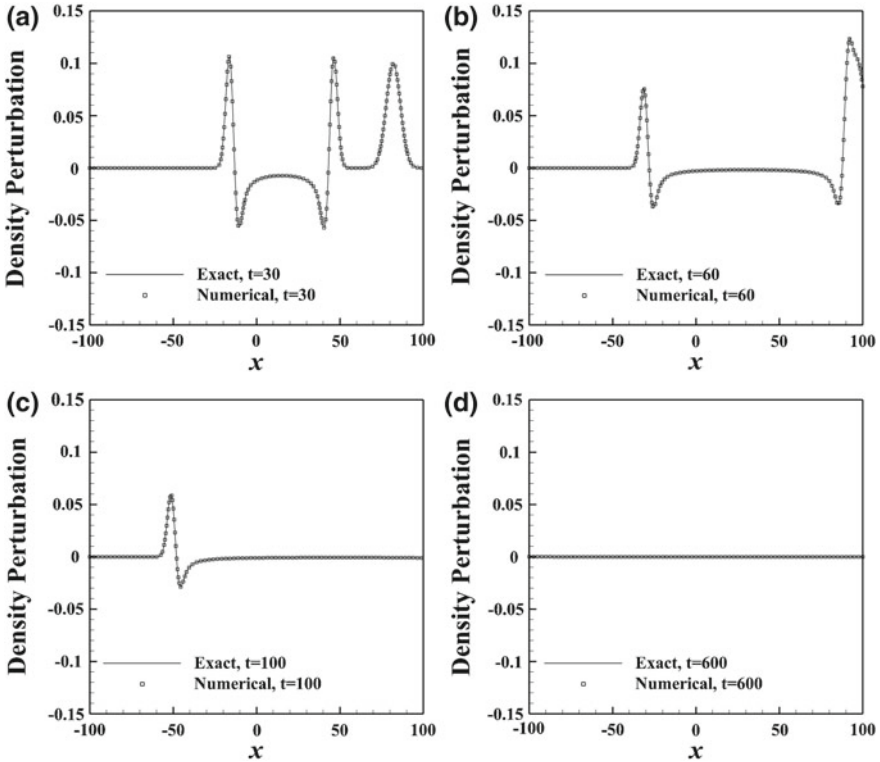 (a)
0.15
0.1
0.05
0
-0.05
-0.1
-0.15
Density Perturbation
Exact, t=30
Numerical, t=30
-100
-50
0
50
100
x
(b)
0.15
0.1
0.05
0
-0.05
-0.1
-0.15
Density Perturbation
Exact, t=60
Numerical, t=60
-100
-50
0
50
100
x
(c)
0.15
0.1
0.05
0
-0.05
-0.1
-0.15
Density Perturbation
Exact, t=100
Numerical, t=100
-100
-50
0
50
100
x
(d)
0.15
0.1
0.05
0
-0.05
-0.1
-0.15
Density Perturbation
Exact, t=600
Numerical, t=600
-100
-50
0
50
100
x